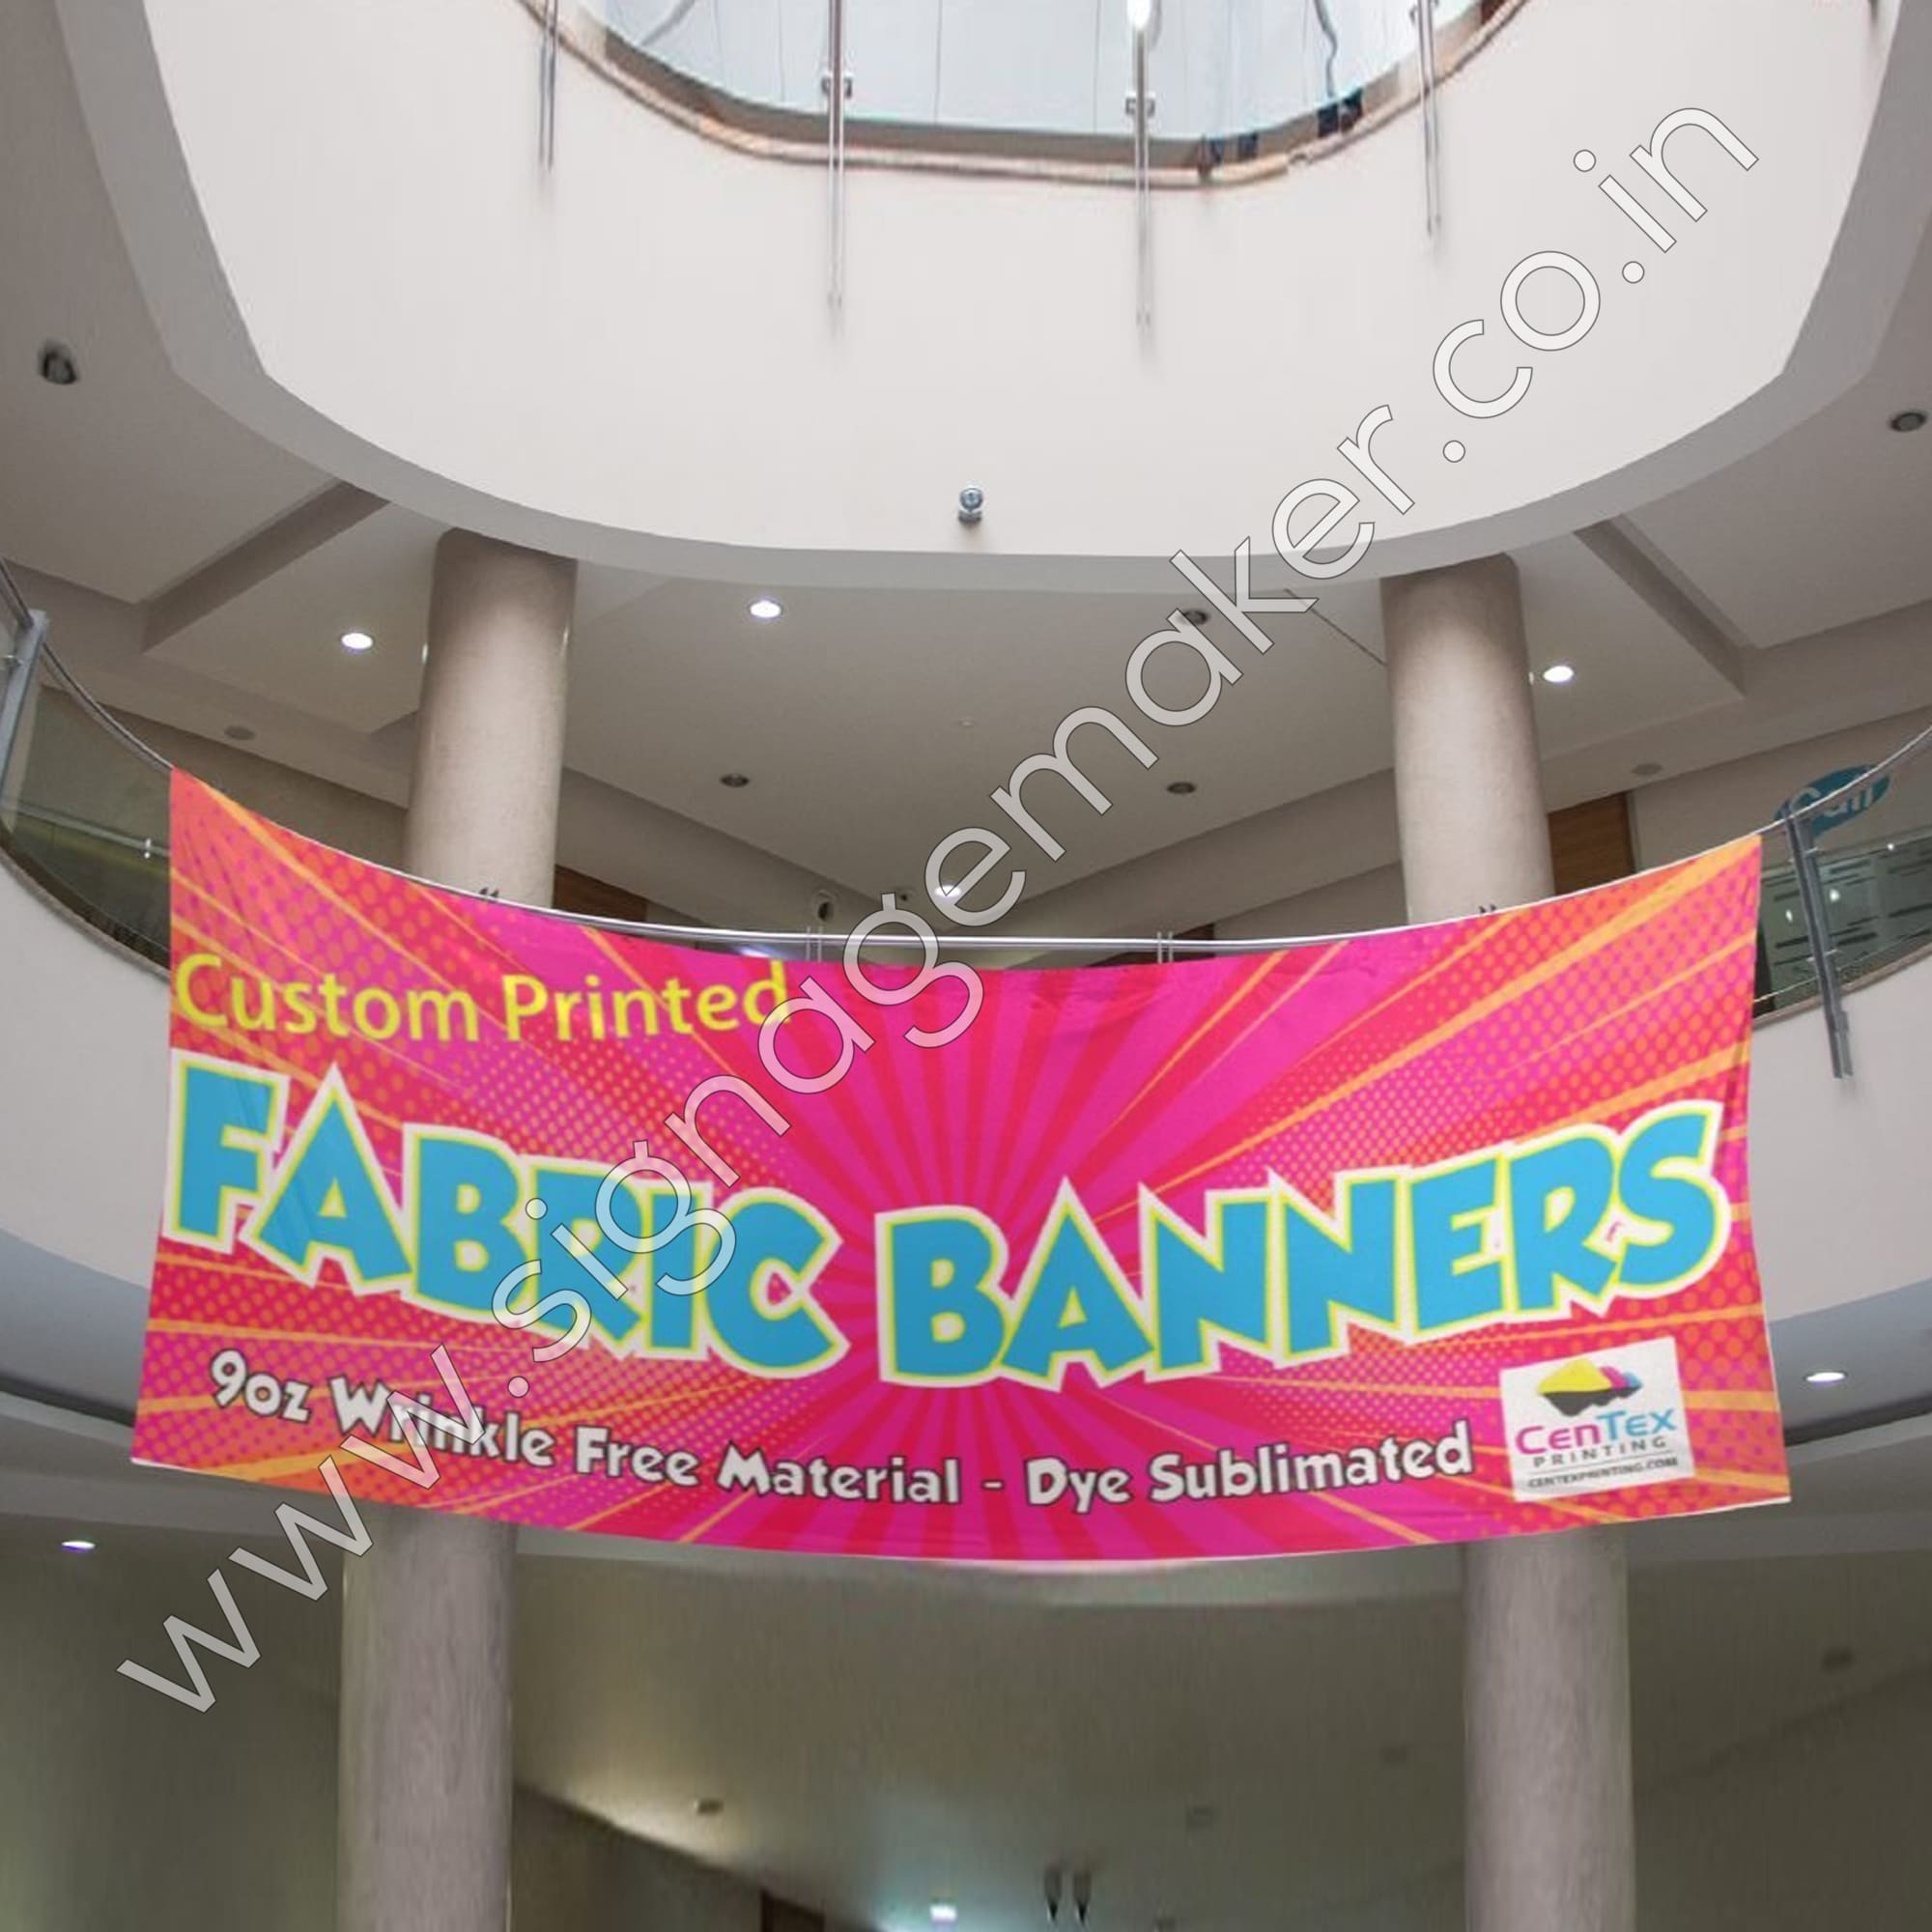 Custom Printed
FABRIC BANNERS
9oz Wrinkle Free Material - Dye Sublimated
CENTEX
PRINTING
CENTEXPRINTING.COM
www.signagemaker.co.in